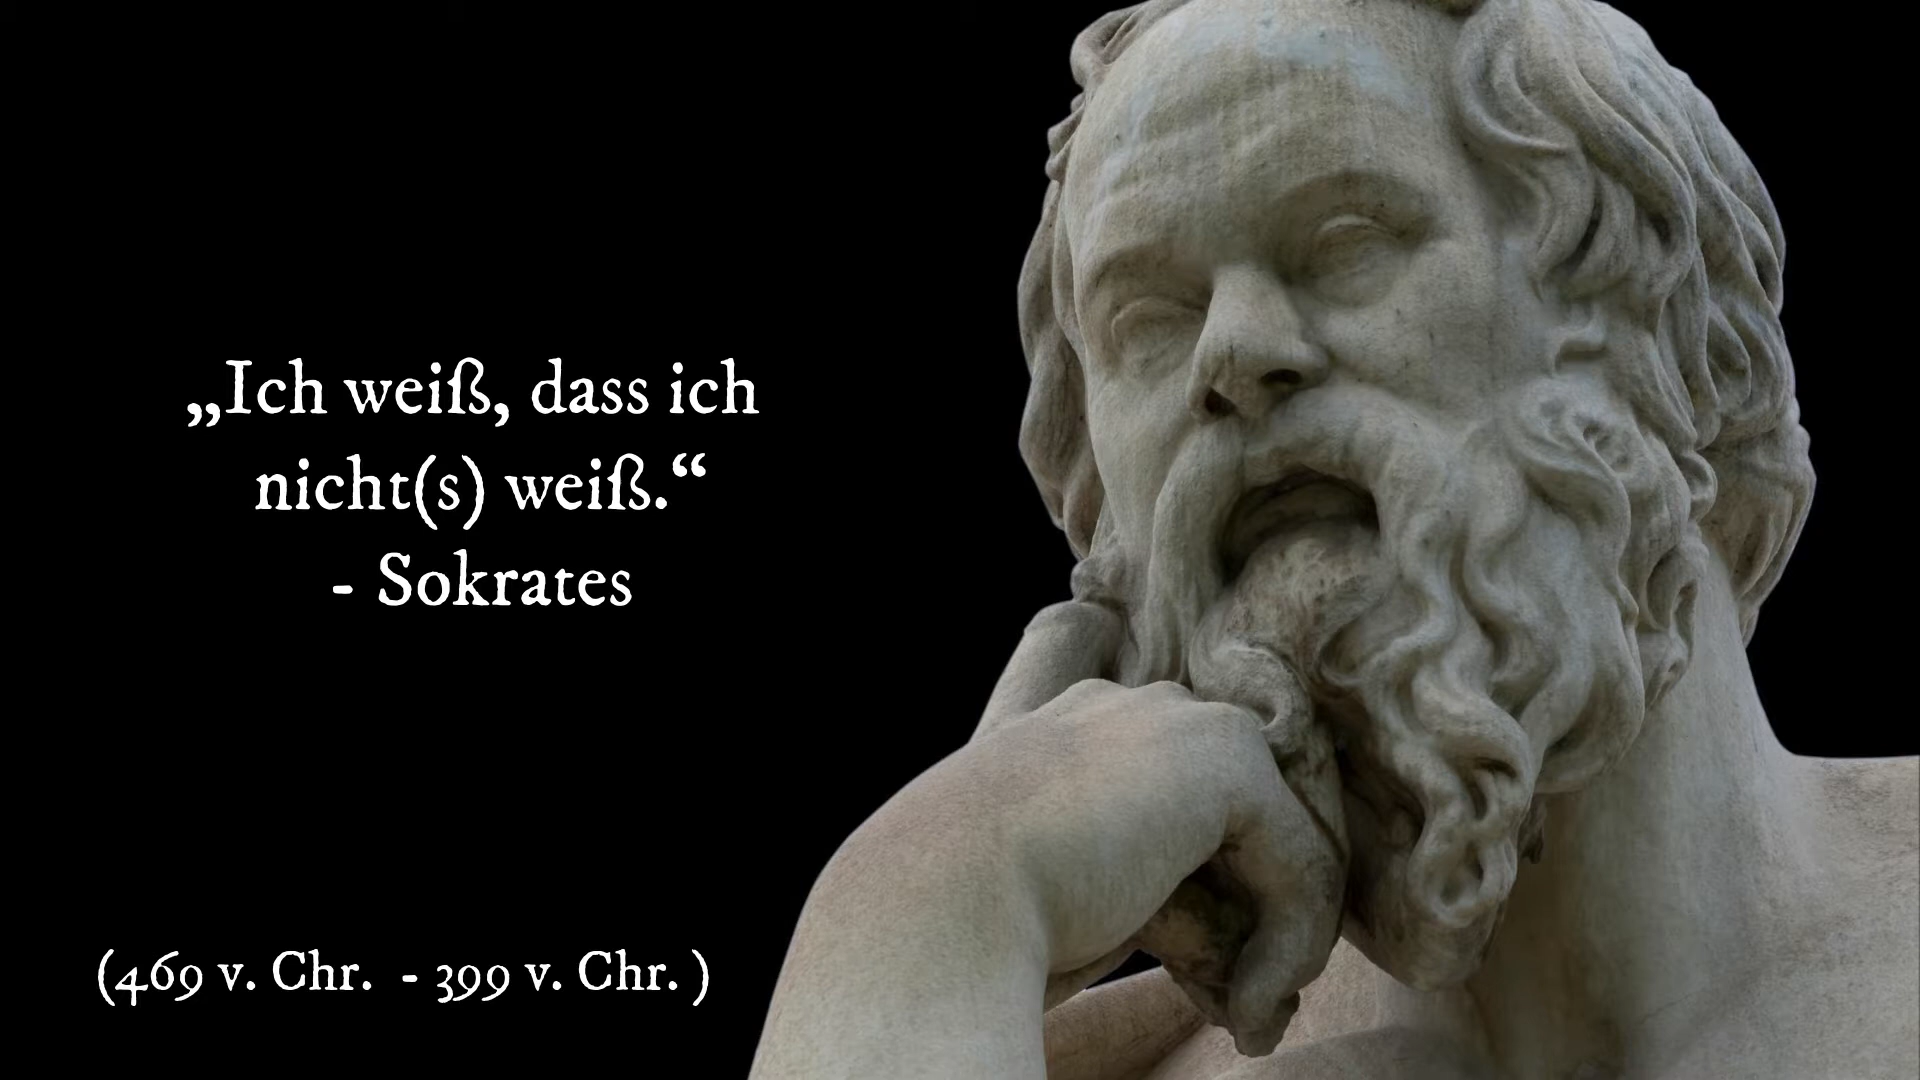 „Ich weiß, dass ich
nicht(s) weiß.“
- Sokrates
(469 v. Chr. - 399 v. Chr. )